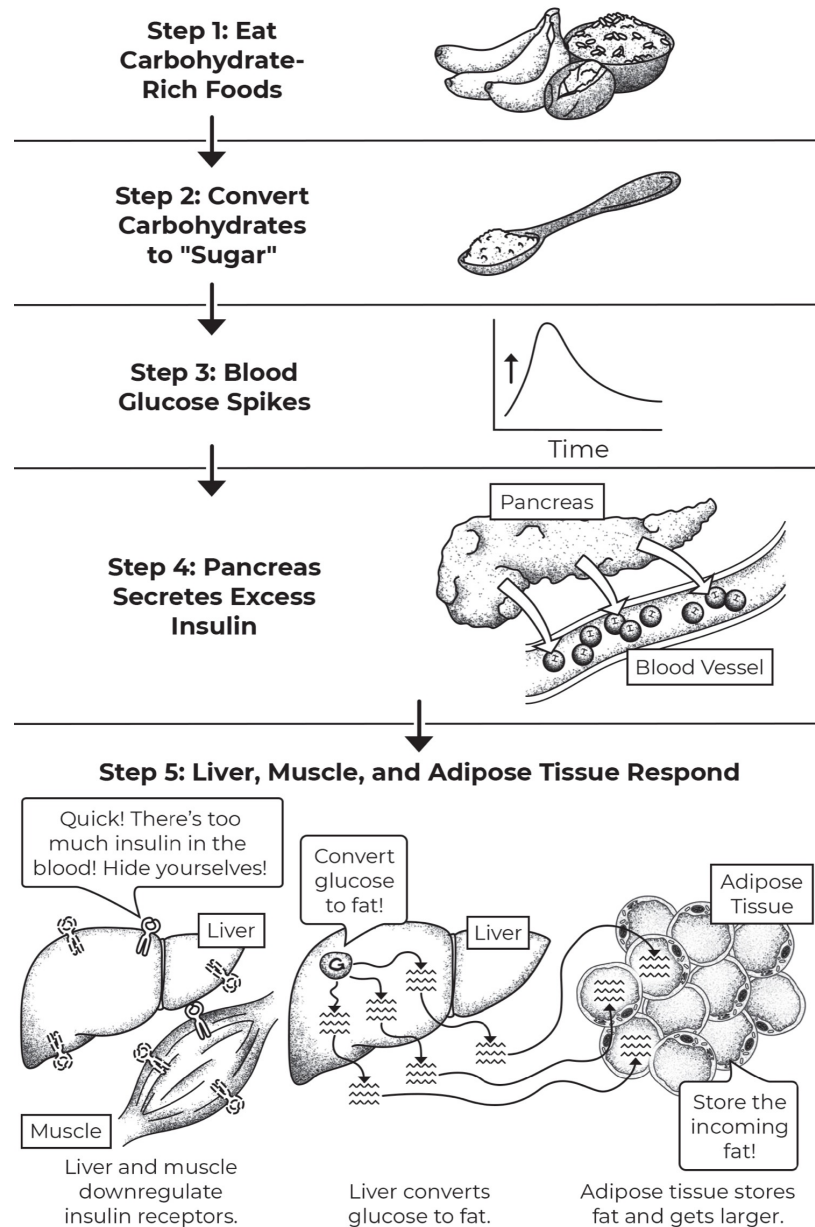 Step 1: Eat
Carbohydrate-
Rich Foods
Step 2: Convert
Carbohydrates
to "Sugar"
Step 3: Blood
Glucose Spikes
Time
Step 4: Pancreas
Secretes Excess
Insulin
Pancreas
I I I I I I I I I I
Blood Vessel
Step 5: Liver, Muscle, and Adipose Tissue Respond
Quick! There’s too
much insulin in the
blood! Hide yourselves!
Liver
Muscle
Liver and muscle
downregulate
insulin receptors.
Convert
glucose
to fat!
Liver
G
Liver converts
glucose to fat.
Adipose
Tissue
Store the
incoming
fat!
Adipose tissue stores
fat and gets larger.